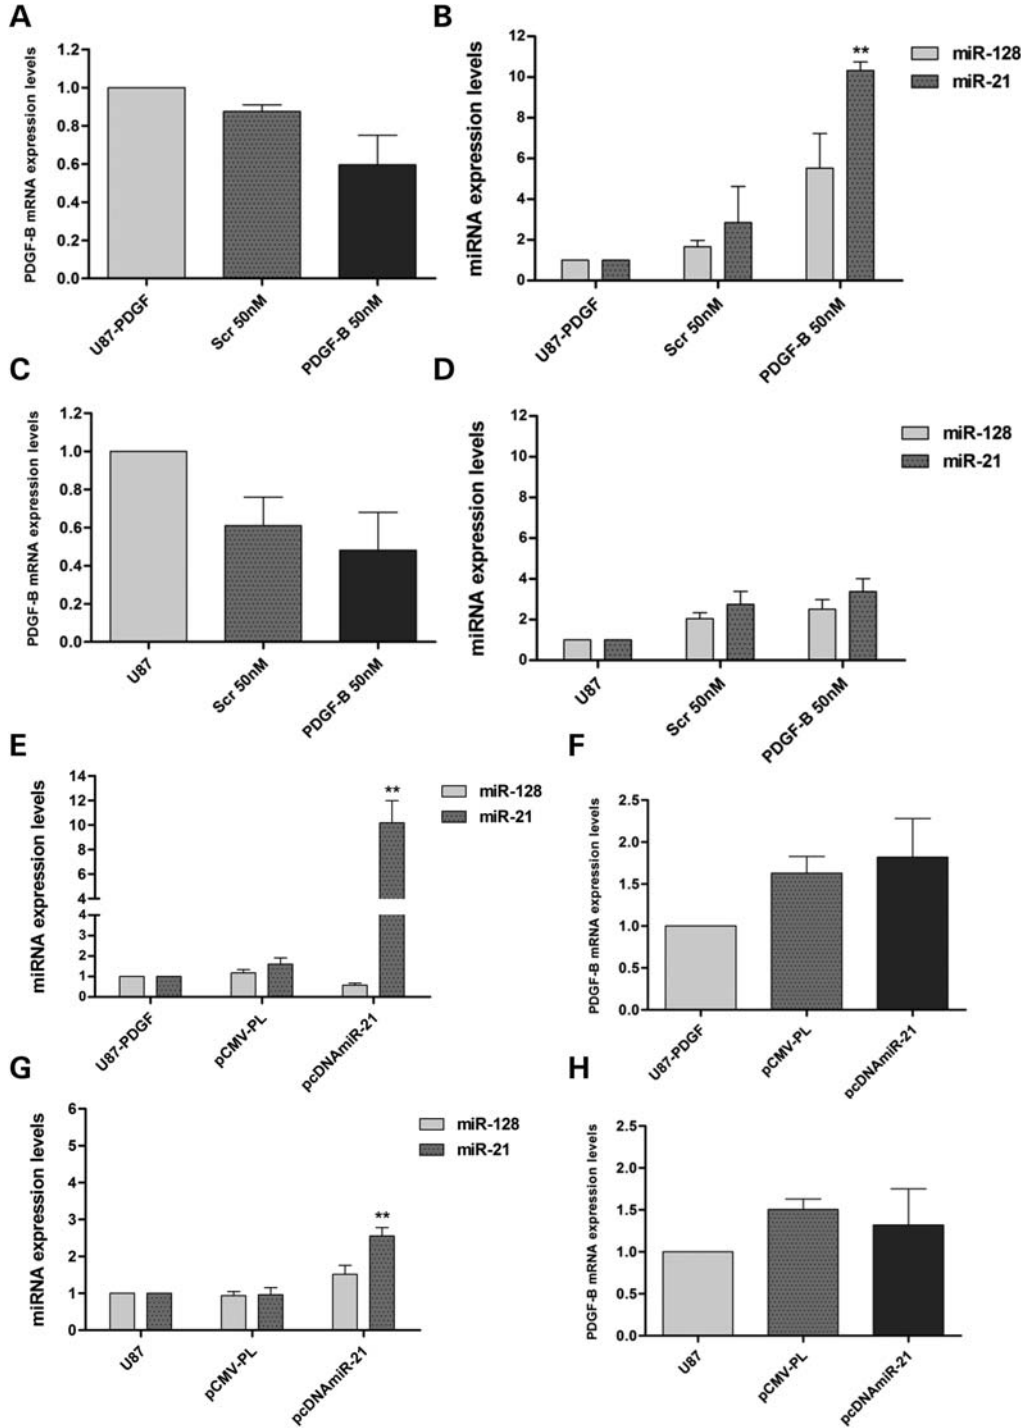 A
PDGF-B mRNA expression levels
1.2
1.0
0.8
0.6
0.4
0.2
0.0
U87-PDGF
Scr 50nM
PDGF-B 50nM
B
miRNA expression levels
12
10
8
6
4
2
0
**
miR-128
miR-21
U87-PDGF
Scr 50nM
PDGF-B 50nM
C
PDGF-B mRNA expression levels
1.2
1.0
0.8
0.6
0.4
0.2
0.0
U87
Scr 50nM
PDGF-B 50nM
D
miRNA expression levels
12
10
8
6
4
2
0
miR-128
miR-21
U87
Scr 50nM
PDGF-B 50nM
E
miRNA expression levels
14
12
10
8
6
4
4
2
1
0
**
miR-128
miR-21
U87-PDGF
pCMV-PL
pcDNAmiR-21
F
PDGF-B mRNA expression levels
2.5
2.0
1.5
1.0
0.5
0.0
U87-PDGF
pCMV-PL
pcDNAmiR-21
G
miRNA expression levels
6
5
4
3
2
1
0
**
miR-128
miR-21
U87
pCMV-PL
pcDNAmiR-21
H
PDGF-B mRNA expression levels
2.5
2.0
1.5
1.0
0.5
0.0
U87
pCMV-PL
pcDNAmiR-21